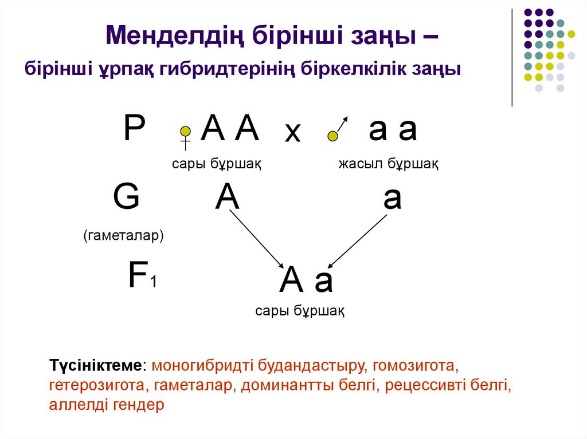 Менделдің бірінші заңы –
бірінші ұрпақ гибридтерінің біркелкілік заңы
P A A x a a
сары бұршақ жасыл бұршақ
G A a
(гаметалар)
F1 A a
сары бұршақ
Түсініктеме: моногибридті будандастыру, гомозигота,
гетерозигота, гаметалар, доминантты белгі, рецессивті белгі,
аллелді гендер